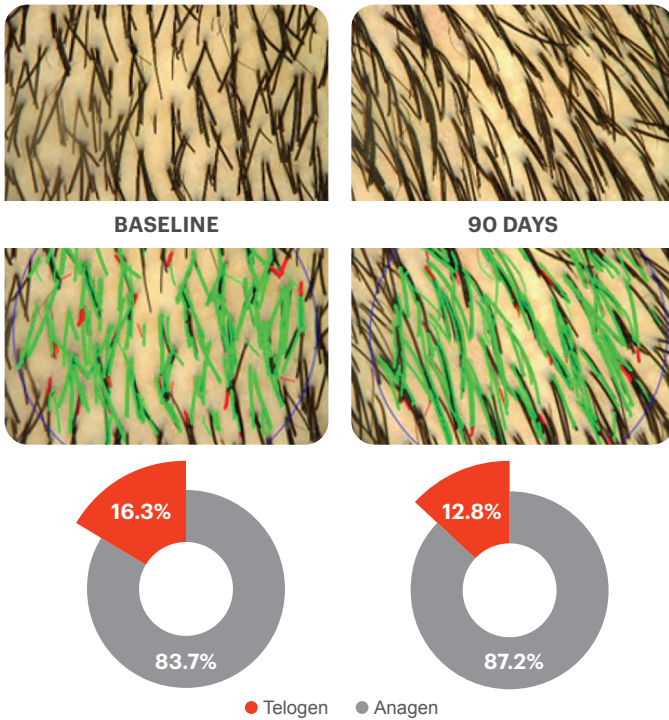 BASELINE
90 DAYS
16.3%
83.7%
12.8%
87.2%
Telogen
Anagen